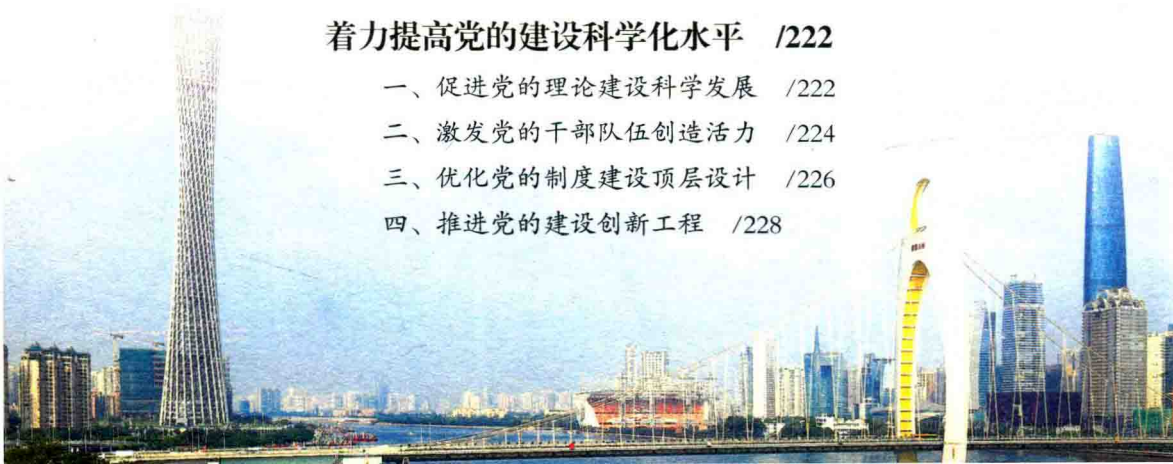 着力提高党的建设科学化水平 /222
一、促进党的理论建设科学发展 /222
二、激发党的干部队伍创造活力 /224
三、优化党的制度建设顶层设计 /226
四、推进党的建设创新工程 /228